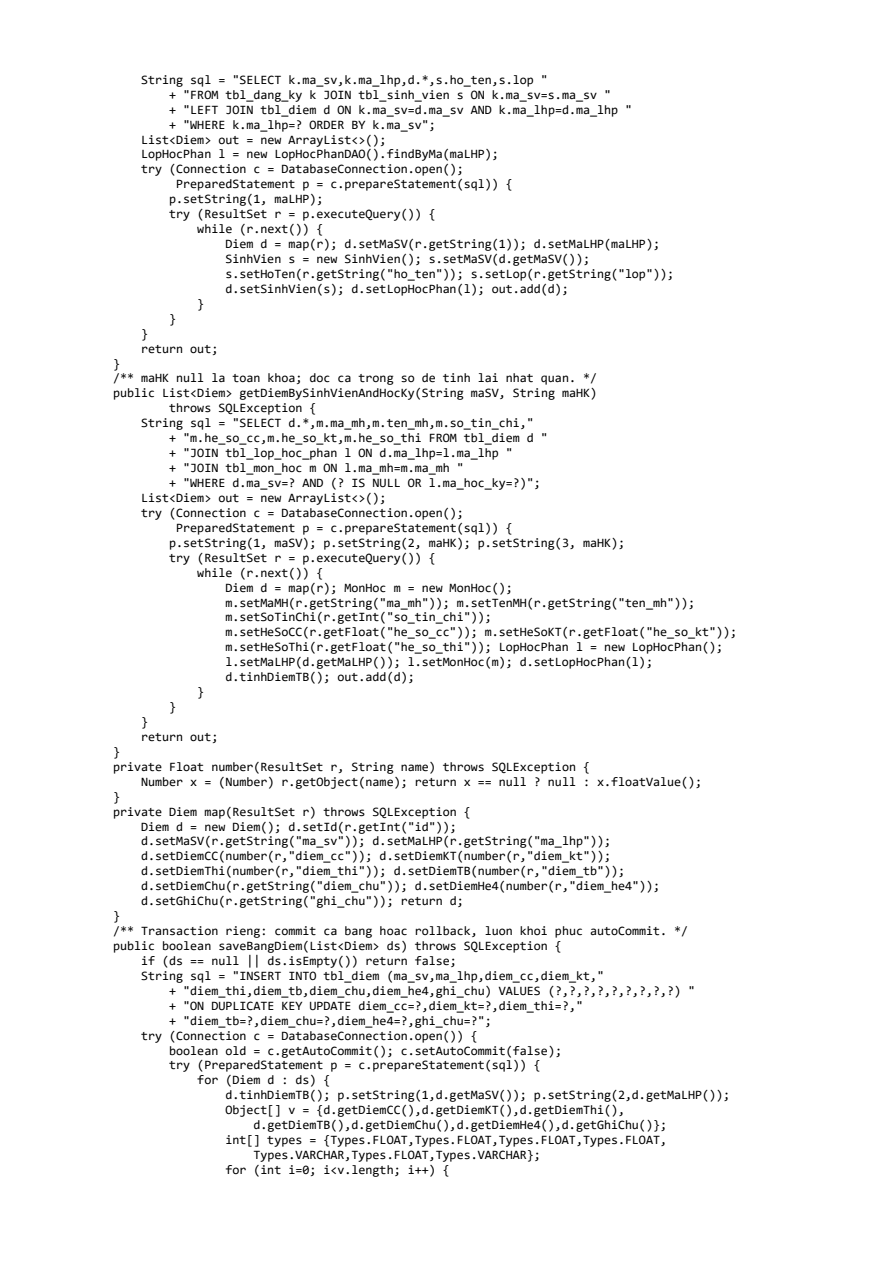 String sql = "SELECT k.ma_sv,k.ma_lhp,d.*,s.ho_ten,s.lop "
+ "FROM tbl_dang_ky k JOIN tbl_sinh_vien s ON k.ma_sv=s.ma_sv "
+ "LEFT JOIN tbl_diem d ON k.ma_sv=d.ma_sv AND k.ma_lhp=d.ma_lhp "
+ "WHERE k.ma_lhp=? ORDER BY k.ma_sv";
List<Diem> out = new ArrayList<>();
LopHocPhan l = new LopHocPhanDAO().findByMa(maLHP);
try (Connection c = DatabaseConnection.open();
PreparedStatement p = c.prepareStatement(sql)) {
p.setString(1, maLHP);
try (ResultSet r = p.executeQuery()) {
while (r.next()) {
Diem d = map(r); d.setMaSV(r.getString(1)); d.setMaLHP(maLHP);
SinhVien s = new SinhVien(); s.setMaSV(d.getMaSV());
s.setHoTen(r.getString("ho_ten")); s.setLop(r.getString("lop"));
d.setSinhVien(s); d.setLopHocPhan(l); out.add(d);
}
}
}
return out;
}
/** maHK null la toan khoa; doc ca trong so de tinh lai nhat quan. */
public List<Diem> getDiemBySinhVienAndHocKy(String maSV, String maHK)
throws SQLException {
String sql = "SELECT d.*,m.ma_mh,m.ten_mh,m.so_tin_chi,"
+ "m.he_so_cc,m.he_so_kt,m.he_so_thi FROM tbl_diem d "
+ "JOIN tbl_lop_hoc_phan l ON d.ma_lhp=l.ma_lhp "
+ "JOIN tbl_mon_hoc m ON l.ma_mh=m.ma_mh "
+ "WHERE d.ma_sv=? AND (? IS NULL OR l.ma_hoc_ky=?)";
List<Diem> out = new ArrayList<>();
try (Connection c = DatabaseConnection.open();
PreparedStatement p = c.prepareStatement(sql)) {
p.setString(1, maSV); p.setString(2, maHK); p.setString(3, maHK);
try (ResultSet r = p.executeQuery()) {
while (r.next()) {
Diem d = map(r); MonHoc m = new MonHoc();
m.setMaMH(r.getString("ma_mh")); m.setTenMH(r.getString("ten_mh"));
m.setSoTinChi(r.getInt("so_tin_chi"));
m.setHeSoCC(r.getFloat("he_so_cc")); m.setHeSoKT(r.getFloat("he_so_kt"));
m.setHeSoThi(r.getFloat("he_so_thi")); LopHocPhan l = new LopHocPhan();
l.setMaLHP(d.getMaLHP()); l.setMonHoc(m); d.setLopHocPhan(l);
d.tinhDiemTB(); out.add(d);
}
}
}
return out;
}
private Float number(ResultSet r, String name) throws SQLException {
Number x = (Number) r.getObject(name); return x == null ? null : x.floatValue();
}
private Diem map(ResultSet r) throws SQLException {
Diem d = new Diem(); d.setId(r.getInt("id"));
d.setMaSV(r.getString("ma_sv")); d.setMaLHP(r.getString("ma_lhp"));
d.setDiemCC(number(r,"diem_cc")); d.setDiemKT(number(r,"diem_kt"));
d.setDiemThi(number(r,"diem_thi")); d.setDiemTB(number(r,"diem_tb"));
d.setDiemChu(r.getString("diem_chu")); d.setDiemHe4(number(r,"diem_he4"));
d.setGhiChu(r.getString("ghi_chu")); return d;
}
/** Transaction rieng: commit ca bang hoac rollback, luon khoi phuc autoCommit. */
public boolean saveBangDiem(List<Diem> ds) throws SQLException {
if (ds == null || ds.isEmpty()) return false;
String sql = "INSERT INTO tbl_diem (ma_sv,ma_lhp,diem_cc,diem_kt,"
+ "diem_thi,diem_tb,diem_chu,diem_he4,ghi_chu) VALUES (?,?,?,?,?,?,?,?,?) "
+ "ON DUPLICATE KEY UPDATE diem_cc=?,diem_kt=?,diem_thi=?,"
+ "diem_tb=?,diem_chu=?,diem_he4=?,ghi_chu=?";
try (Connection c = DatabaseConnection.open()) {
boolean old = c.getAutoCommit(); c.setAutoCommit(false);
try (PreparedStatement p = c.prepareStatement(sql)) {
for (Diem d : ds) {
d.tinhDiemTB(); p.setString(1,d.getMaSV()); p.setString(2,d.getMaLHP());
Object[] v = {d.getDiemCC(),d.getDiemKT(),d.getDiemThi(),
d.getDiemTB(),d.getDiemChu(),d.getDiemHe4(),d.getGhiChu()};
int[] types = {Types.FLOAT,Types.FLOAT,Types.FLOAT,Types.FLOAT,
Types.VARCHAR,Types.FLOAT,Types.VARCHAR};
for (int i=0; i<v.length; i++) {